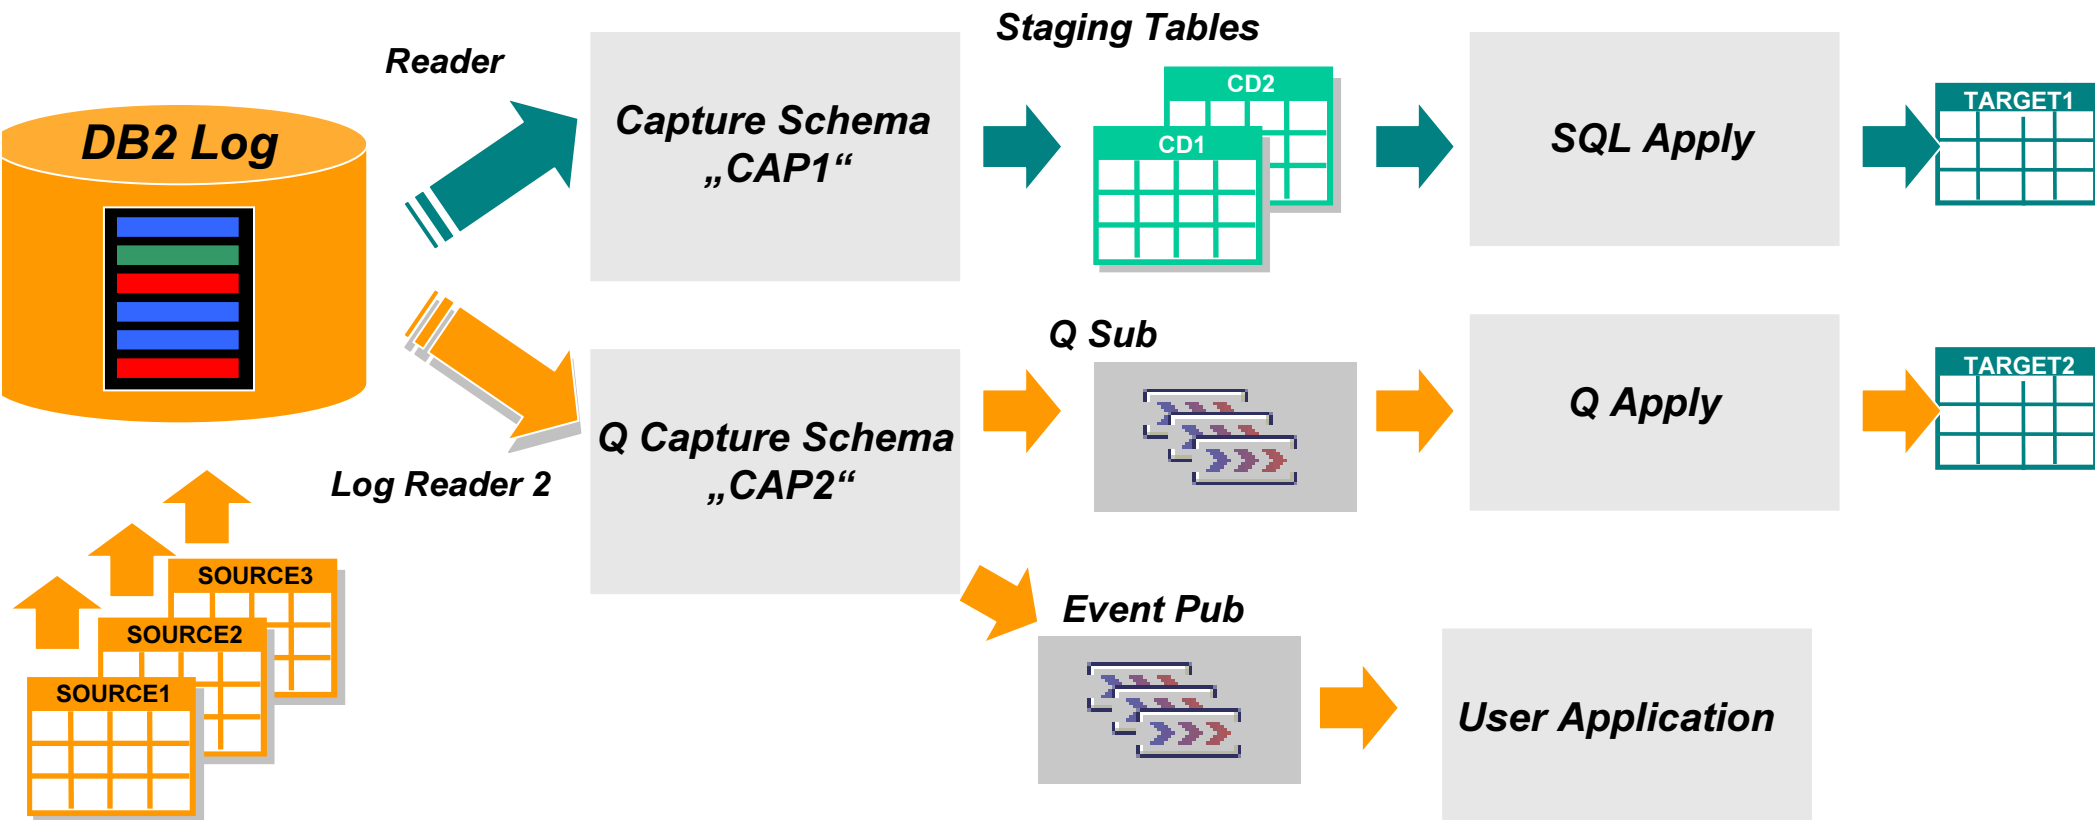 Staging Tables
Reader
CD2
TARGET1
Capture Schema
„CAP1“
SQL Apply
DB2 Log
CD1
Q Sub
TARGET2
Q Apply
Q Capture Schema
„CAP2“
Log Reader 2
SOURCE3
Event Pub
SOURCE2
SOURCE1
User Application